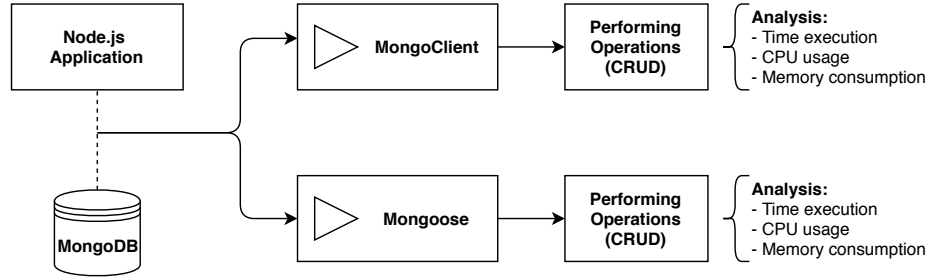 Node.js
Application
MongoClient
Performing
Operations
(CRUD)
Analysis:
- Time execution
- CPU usage
- Memory consumption
MongoDB
Mongoose
Performing
Operations
(CRUD)
Analysis:
- Time execution
- CPU usage
- Memory consumption